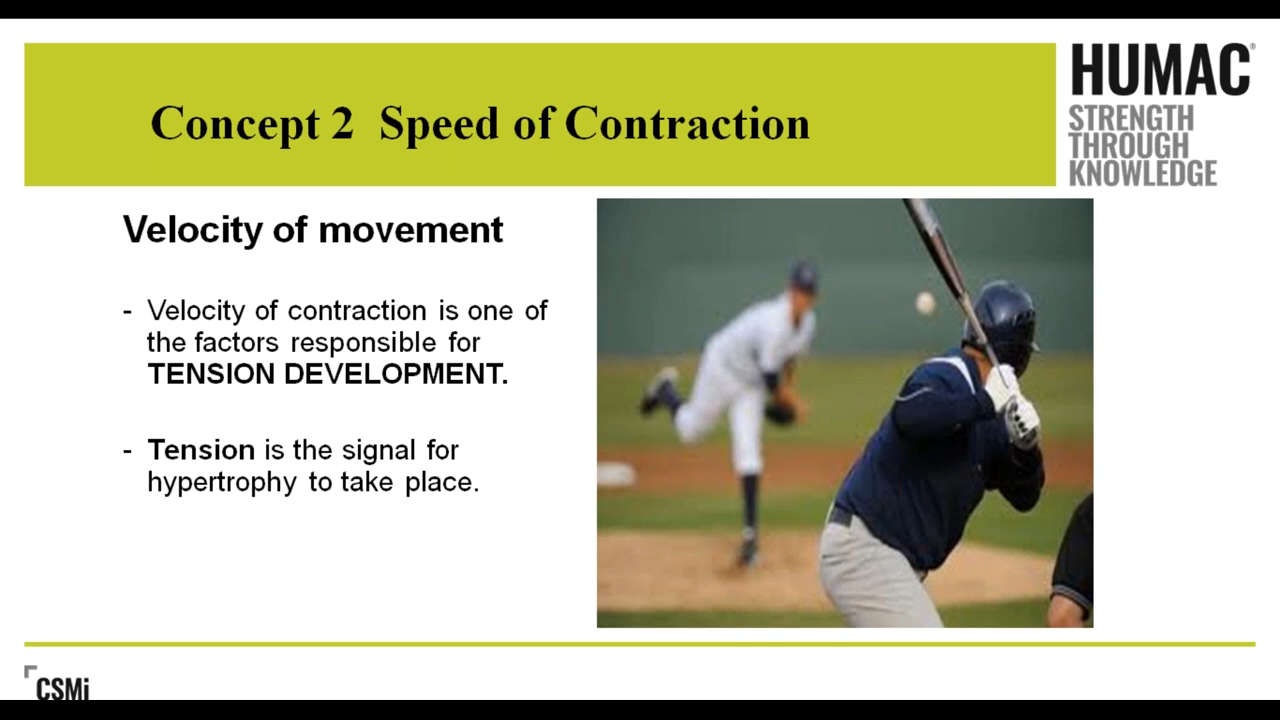 Concept 2 Speed of Contraction
HUMAC®
STRENGTH
THROUGH
KNOWLEDGE
Velocity of movement
- Velocity of contraction is one of
the factors responsible for
TENSION DEVELOPMENT.
- Tension is the signal for
hypertrophy to take place.
CSMi